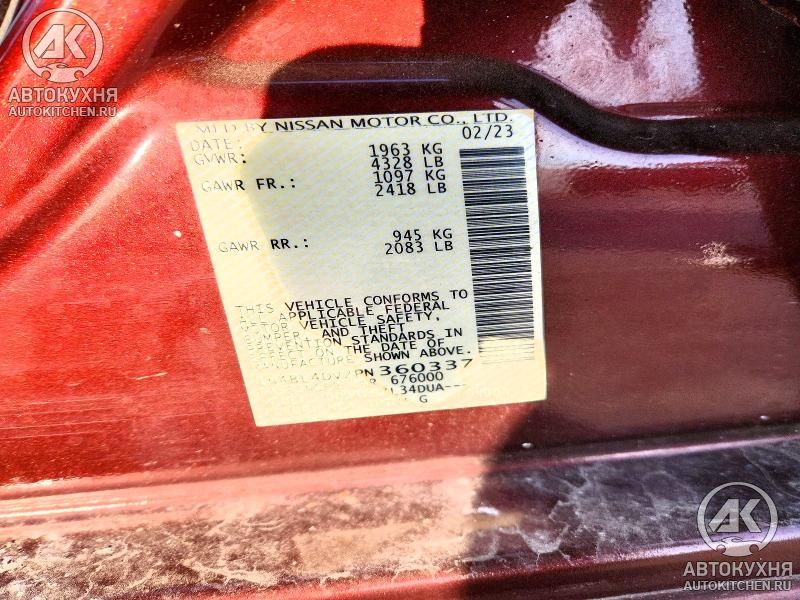 АК
АВТОКУХНЯ
AUTOKITCHEN.RU
MFD BY NISSAN MOTOR CO., LTD.
DATE: 02/23
GVWR: 1963 KG
4328 LB
GAWR FR.: 1097 KG
2418 LB
GAWR RR.: 945 KG
2083 LB
THIS VEHICLE CONFORMS TO
ALL APPLICABLE FEDERAL
MOTOR VEHICLE SAFETY,
BUMPER, AND THEFT
PREVENTION STANDARDS IN
EFFECT ON THE DATE OF
MANUFACTURE SHOWN ABOVE.
360337
676000
L34DUA---
G
АК
АВТОКУХНЯ
AUTOKITCHEN.RU